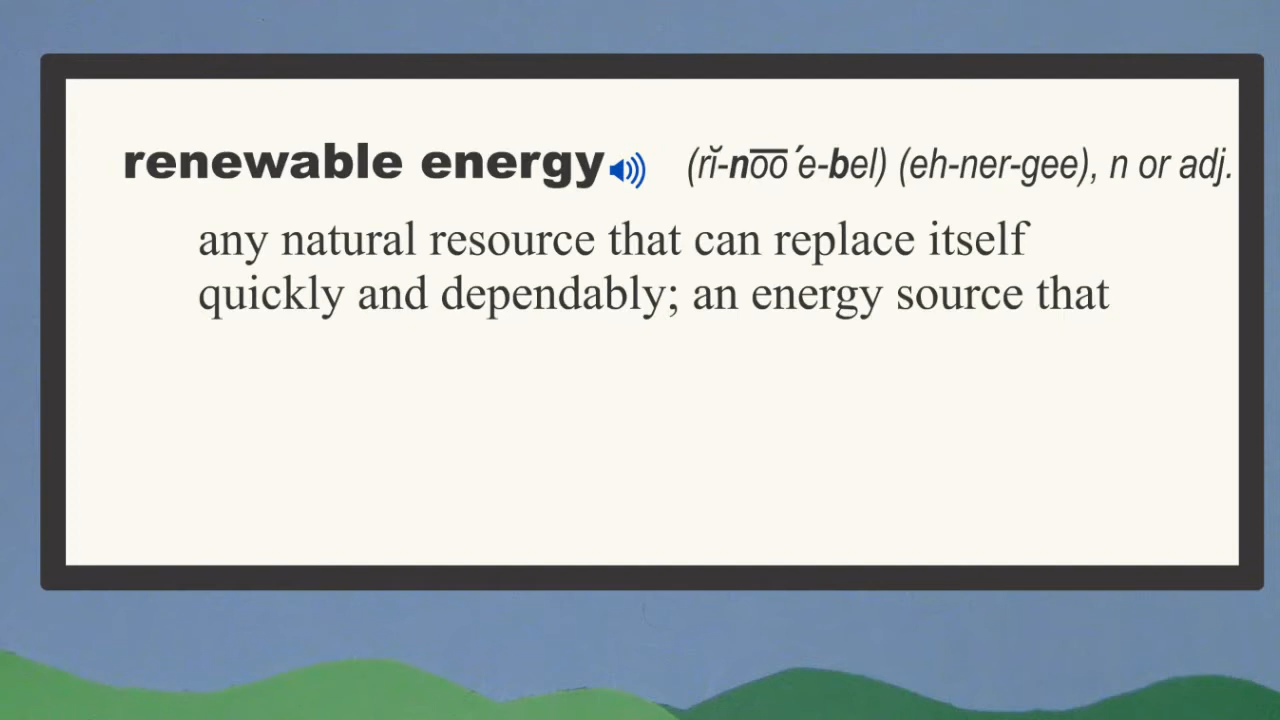 renewable energy (rĭ-n͞o͞o´e-bel) (eh-ner-gee), n or adj.
any natural resource that can replace itself
quickly and dependably; an energy source that